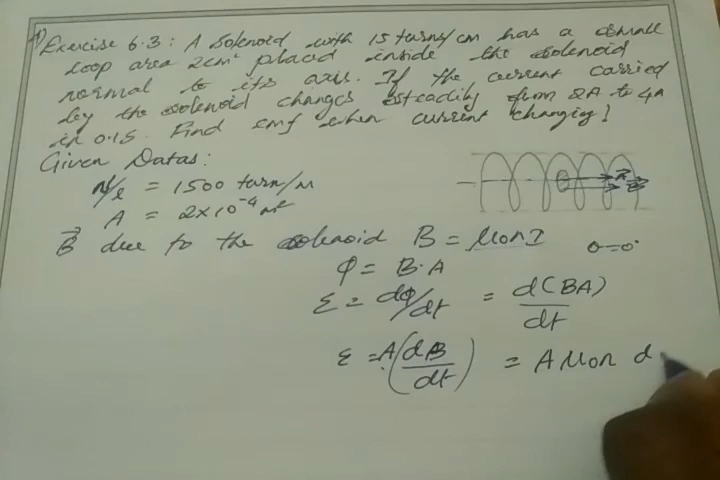 1) Exercise 6.3: A Solenoid with 15 turns/cm has a small
loop area 2cm² placed inside the solenoid
normal to its axis. If the current carried
by the solenoid changes steadily from 2A to 4A
in 0.1s. Find emf when current changing?
Given Datas:
N/l = 1500 turn/m
A = 2×10⁻⁴ m²
B⃗ due to the solenoid B = μ₀nI
θ=0°
φ = B·A
ε = dφ/dt = d(BA)/dt
ε = A(dB/dt) = A μ₀n d